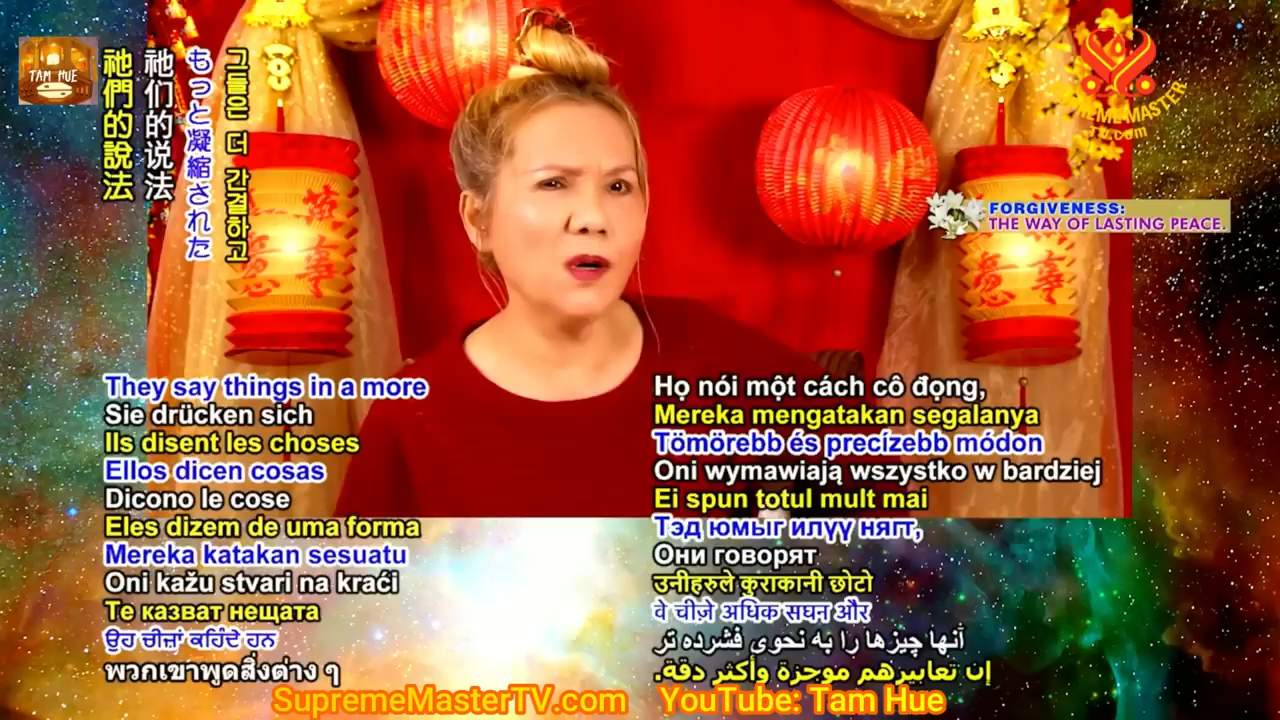 TAM HUE
祂們的說法
祂们的说法
もっと凝縮された
그들은 더 간결하고
SUPREME MASTER
TV.com
FORGIVENESS:
THE WAY OF LASTING PEACE.
They say things in a more
Sie drücken sich
Ils disent les choses
Ellos dicen cosas
Dicono le cose
Eles dizem de uma forma
Mereka katakan sesuatu
Oni kažu stvari na kraći
Те казват нещата
ਉਹ ਚੀਜ਼ਾਂ ਕਹਿੰਦੇ ਹਨ
พวกเขาพูดสิ่งต่าง ๆ
Họ nói một cách cô đọng,
Mereka mengatakan segalanya
Tömörebb és precízebb módon
Oni wymawiają wszystko w bardziej
Ei spun totul mult mai
Тэд юмыг илүү нягт,
Они говорят
उनीहरुले कुराकानी छोटो
वे चीज़े अधिक सघन और
آنها چیزها را به نحوی فشرده تر
إن تعابيرهم موجزة وأكثر دقة.
SupremeMasterTV.com YouTube: Tam Hue